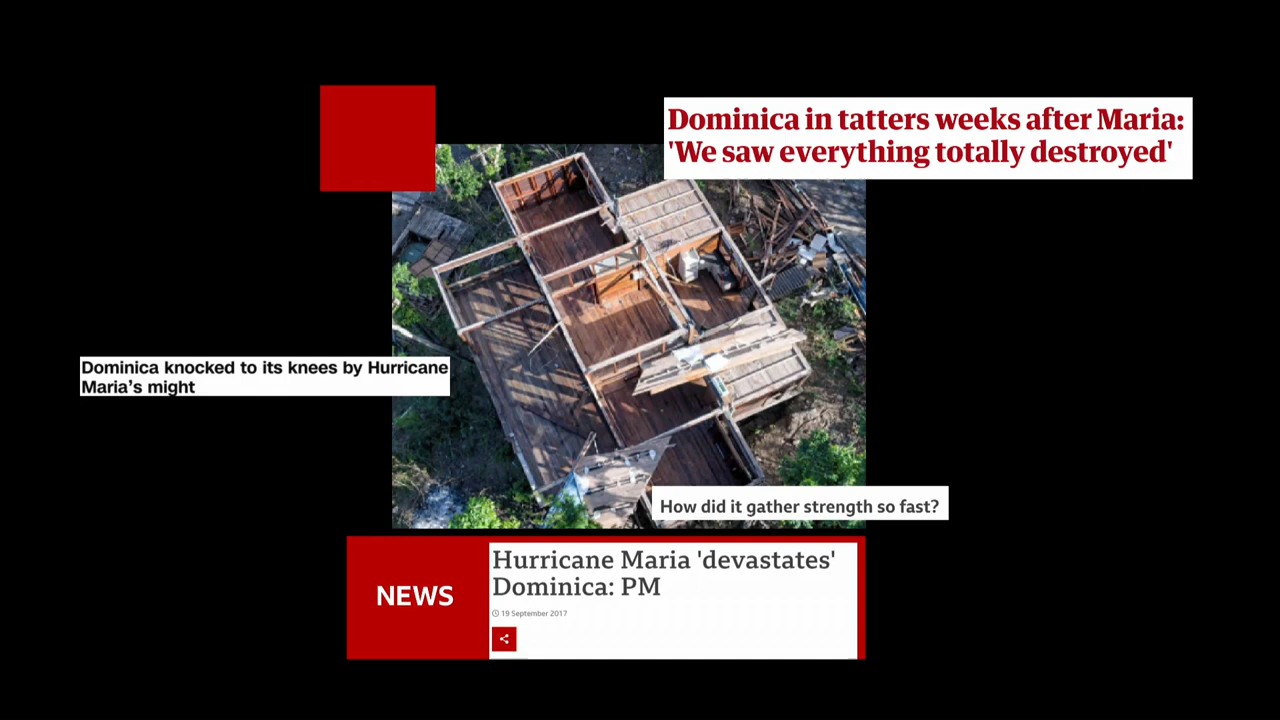 Dominica in tatters weeks after Maria:
'We saw everything totally destroyed'
Dominica knocked to its knees by Hurricane
Maria's might
How did it gather strength so fast?
NEWS
Hurricane Maria 'devastates'
Dominica: PM
19 September 2017